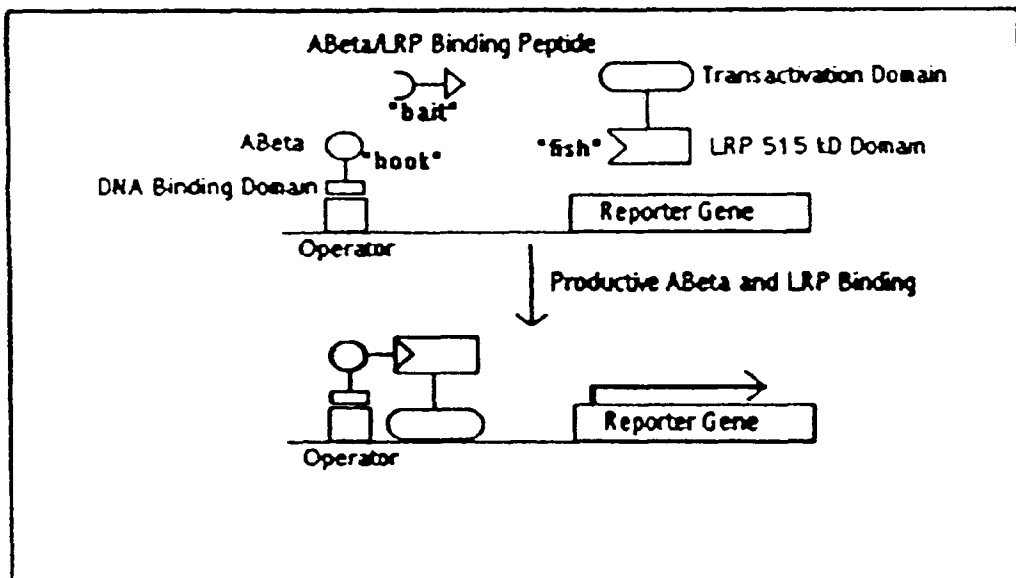 ABeta/LRP Binding Peptide
"bait"
Transactivation Domain
ABeta
"hook"
"fish"
LRP 515 kD Domain
DNA Binding Domain
Reporter Gene
Operator
Productive ABeta and LRP Binding
Reporter Gene
Operator